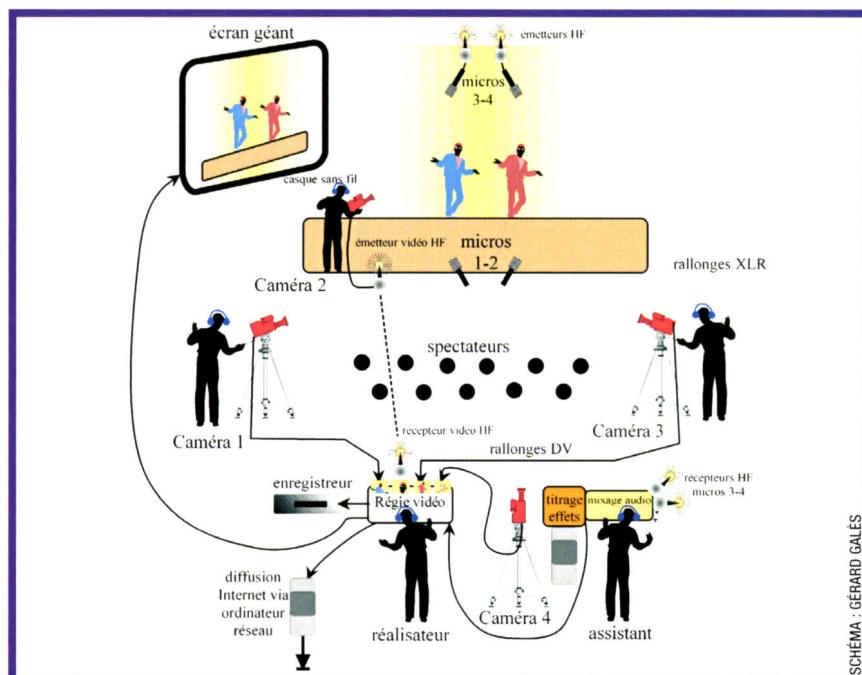 écran géant
émetteurs HF
micros
3-4
casque sans fil
émetteur vidéo HF
micros
1-2
rallonges XLR
Caméra 2
spectateurs
Caméra 1
Caméra 3
récepteur vidéo HF
rallonges DV
enregistreur
Régie vidéo
titrage
effets
mixage audio
récepteurs HF
micros 3-4
diffusion
Internet via
ordinateur
réseau
réalisateur
Caméra 4
assistant
SCHÉMA : GÉRARD GALÈS